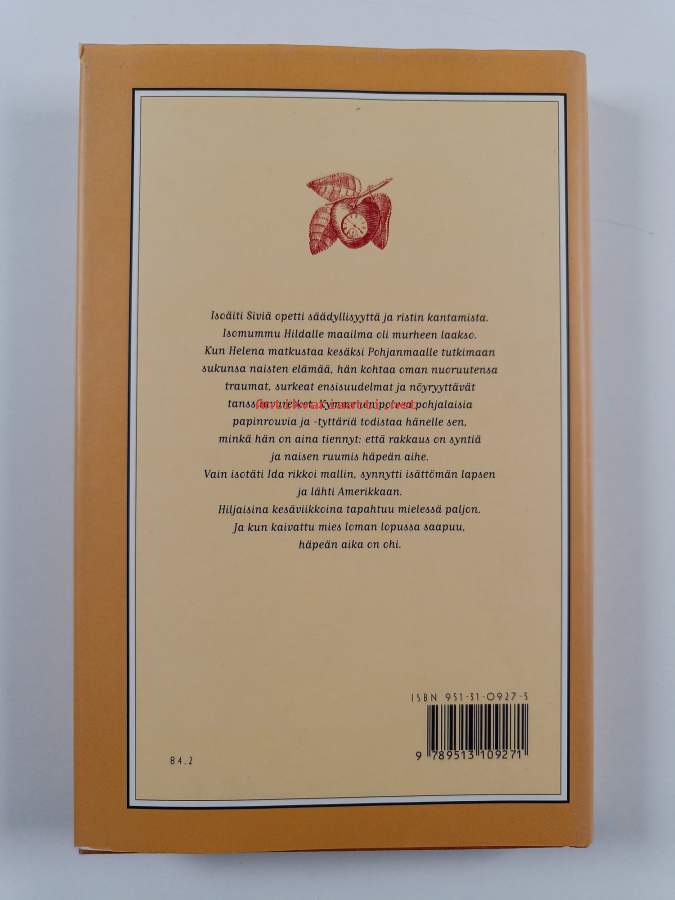 Isoäiti Siviä opetti säädyllisyyttä ja ristin kantamista.
Isomummu Hildalle maailma oli murheen laakso.
Kun Helena matkustaa kesäksi Pohjanmaalle tutkimaan
sukunsa naisten elämää, hän kohtaa oman nuoruutensa
traumat, surkeat ensisuudelmat ja nöyryyttävät
Antikvariaatti.net
papinrouvia ja -tyttäriä todistaa hänelle sen,
minkä hän on aina tiennyt: että rakkaus on syntiä
ja naisen ruumis häpeän aihe.
Vain isotäti Ida rikkoi mallin, synnytti isättömän lapsen
ja lähti Amerikkaan.
Hiljaisina kesäviikkoina tapahtuu mielessä paljon.
Ja kun kaivattu mies loman lopussa saapuu,
häpeän aika on ohi.
ISBN 951-31-0927-5
9 789513 109271
84.2